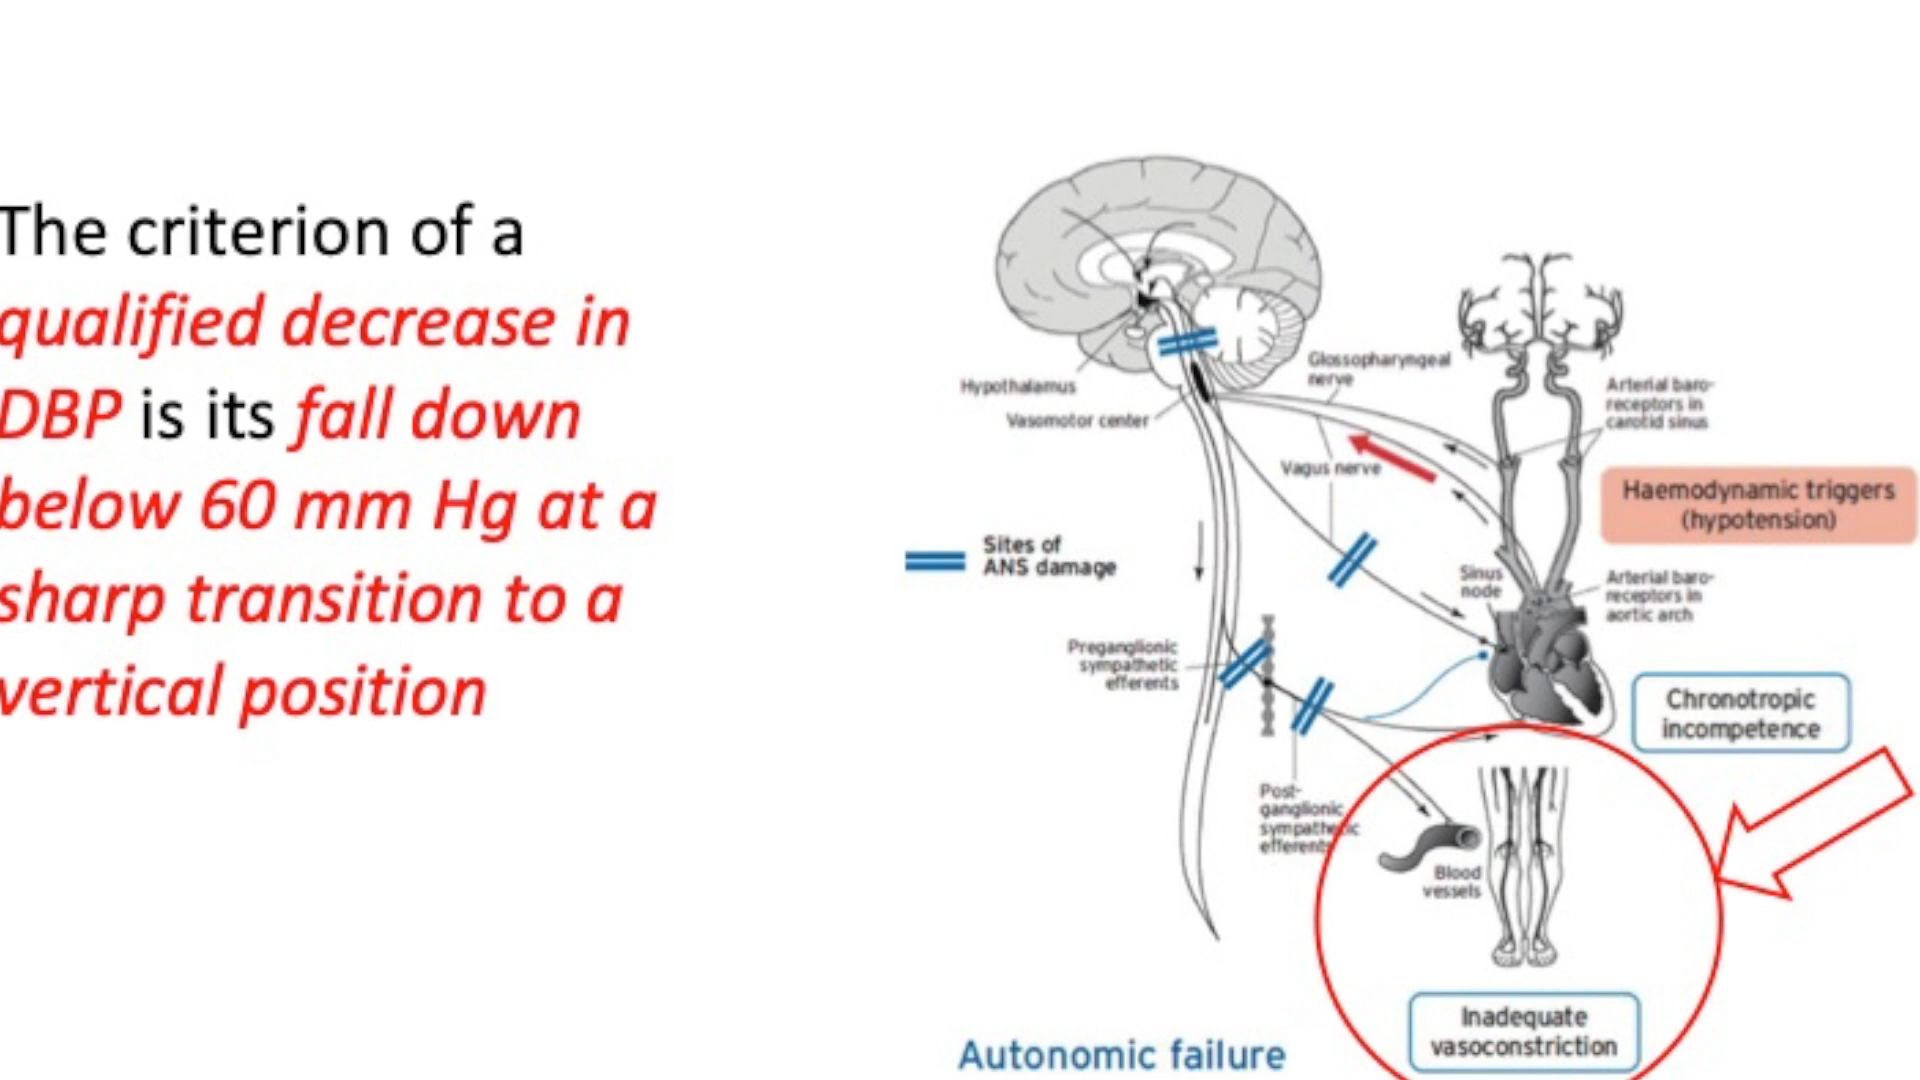 The criterion of a
qualified decrease in
DBP is its fall down
below 60 mm Hg at a
sharp transition to a
vertical position
Hypothalamus
Vasomotor center
Glossopharyngeal
nerve
Vagus nerve
Arterial baro-
receptors in
carotid sinus
Haemodynamic triggers
(hypotension)
Sites of
ANS damage
Sinus
node
Arterial baro-
receptors in
aortic arch
Preganglionic
sympathetic
efferents
Chronotropic
incompetence
Post-
ganglionic
sympathetic
efferents
Blood
vessels
Inadequate
vasoconstriction
Autonomic failure